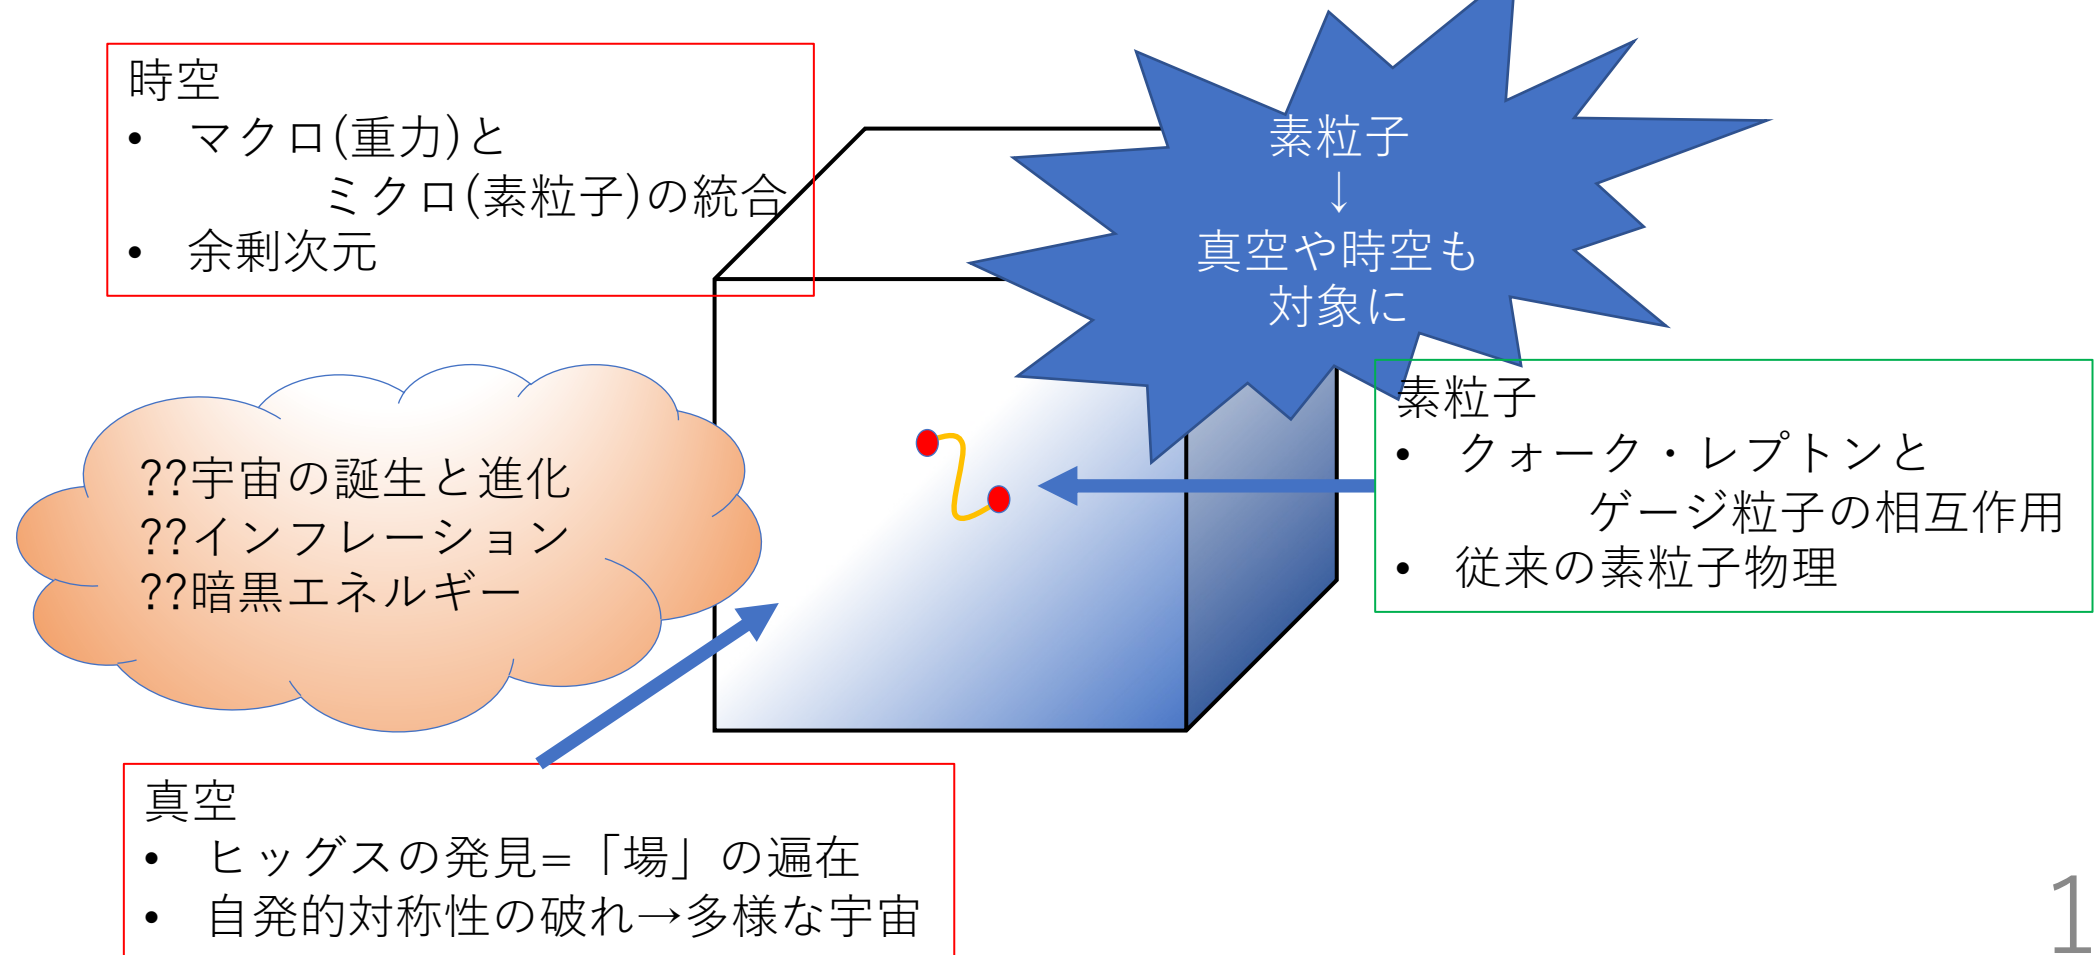 時空
• マクロ(重力)と
ミクロ(素粒子)の統合
• 余剰次元
素粒子
↓
真空や時空も
対象に
素粒子
• クォーク・レプトンと
ゲージ粒子の相互作用
• 従来の素粒子物理
??宇宙の誕生と進化
??インフレーション
??暗黒エネルギー
真空
• ヒッグスの発見=「場」の遍在
• 自発的対称性の破れ→多様な宇宙
1